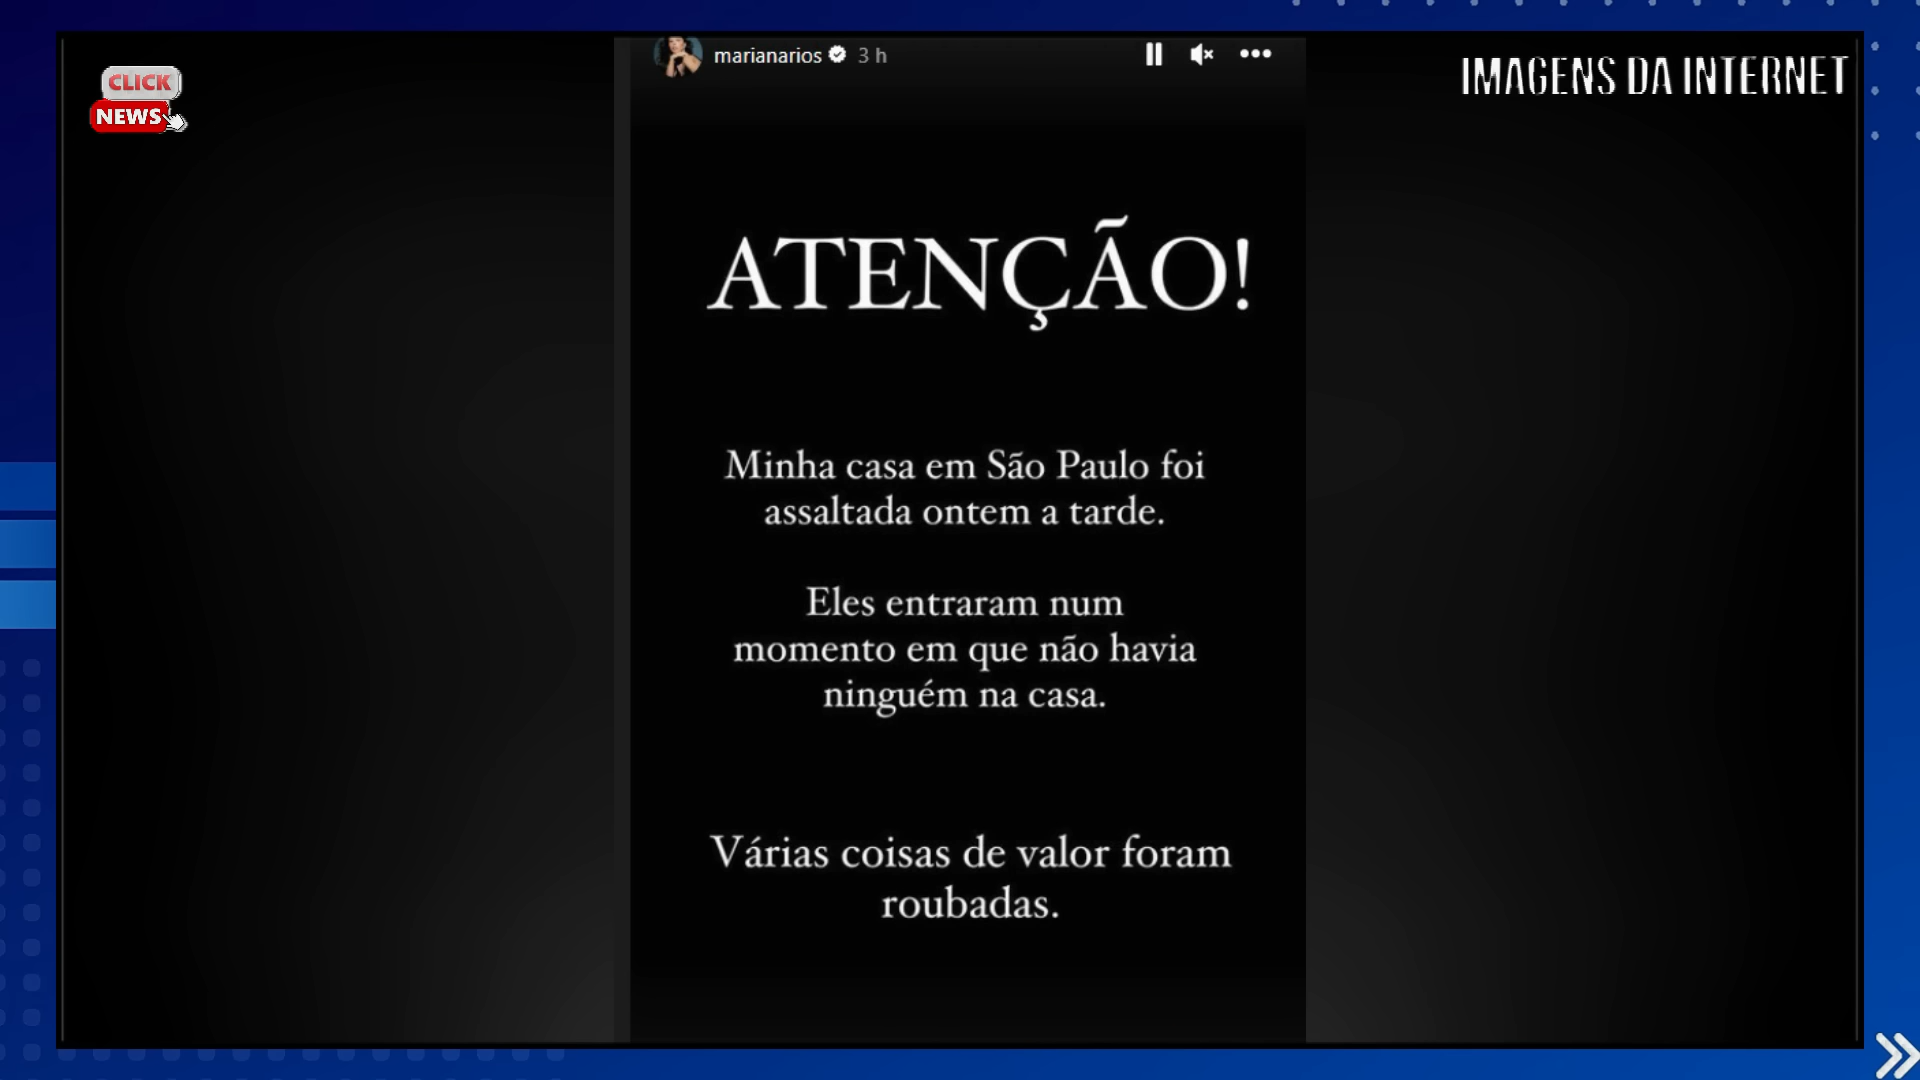 marianarios 3 h
CLICK
NEWS
IMAGENS DA INTERNET
ATENÇÃO!
Minha casa em São Paulo foi
assaltada ontem a tarde.
Eles entraram num
momento em que não havia
ninguém na casa.
Várias coisas de valor foram
roubadas.